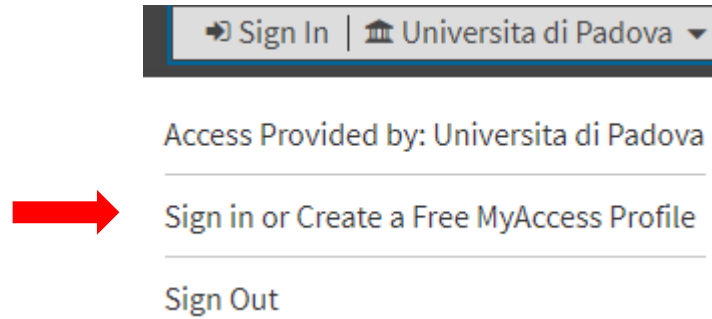 Sign In | Universita di Padova
Access Provided by: Universita di Padova
Sign in or Create a Free MyAccess Profile
Sign Out